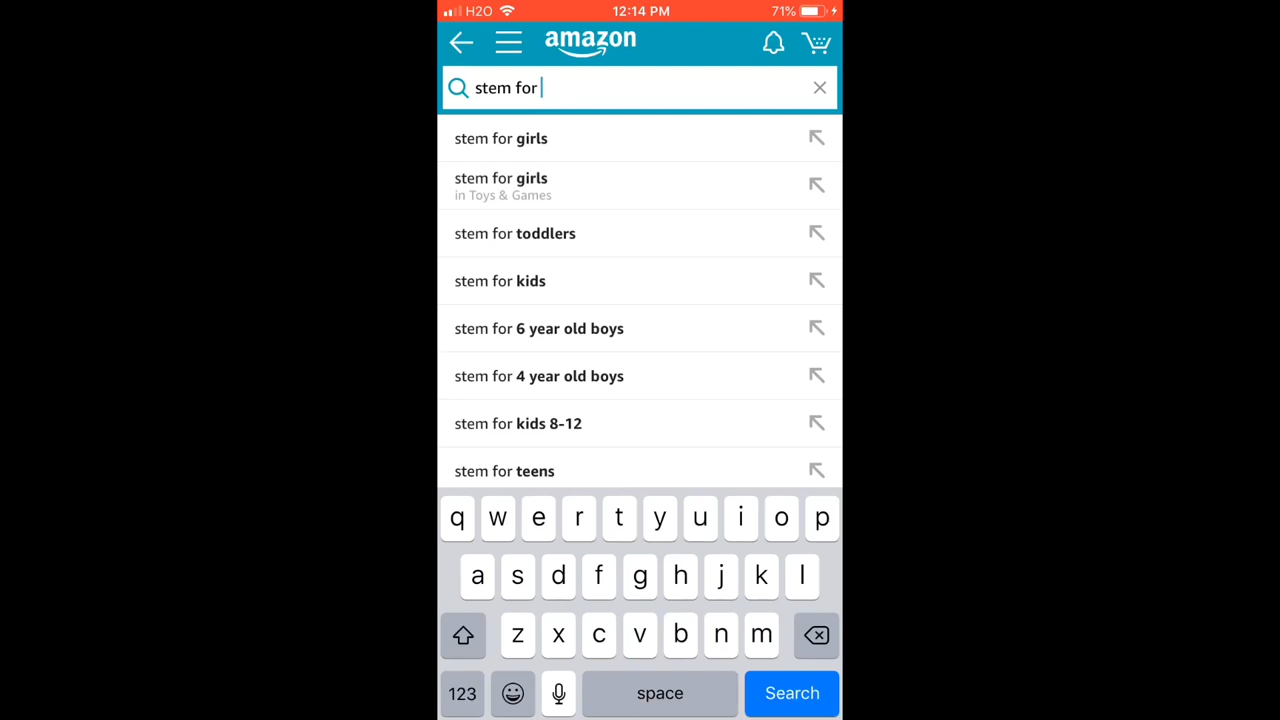 H2O 12:14 PM 71%
amazon
stem for
stem for girls
stem for girls
in Toys & Games
stem for toddlers
stem for kids
stem for 6 year old boys
stem for 4 year old boys
stem for kids 8-12
stem for teens
q w e r t y u i o p
a s d f g h j k l
z x c v b n m
123 space Search